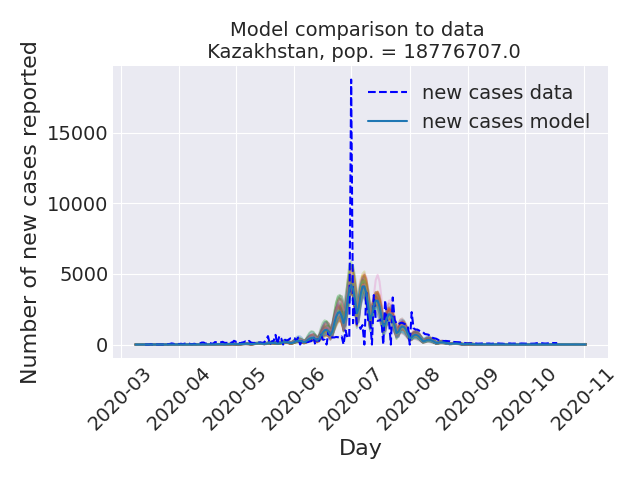 Model comparison to data
Kazakhstan, pop. = 18776707.0
Number of new cases reported
15000
10000
5000
0
new cases data
new cases model
2020-03
2020-04
2020-05
2020-06
2020-07
2020-08
2020-09
2020-10
2020-11
Day